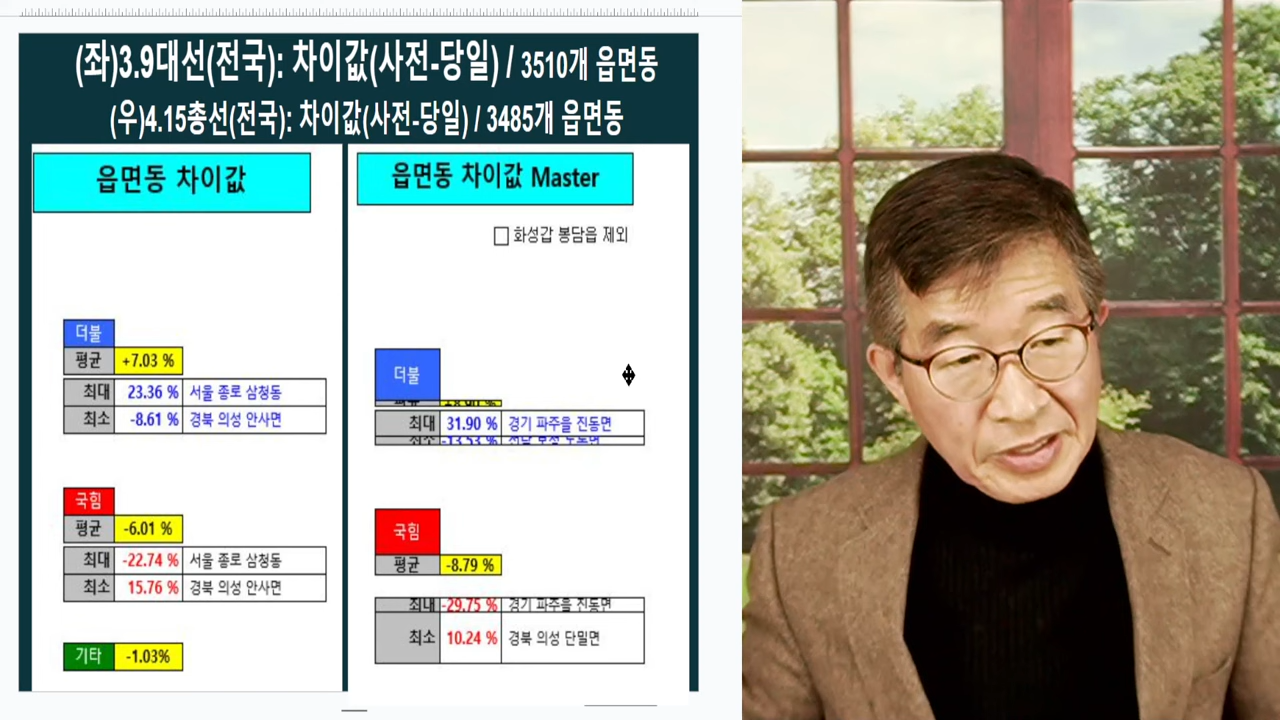 (좌)3.9대선(전국): 차이값(사전-당일) / 3510개 읍면동
(우)4.15총선(전국): 차이값(사전-당일) / 3485개 읍면동
읍면동 차이값
더불
평균 +7.03 %
최대 23.36 % 서울 종로 삼청동
최소 -8.61 % 경북 의성 안사면
국힘
평균 -6.01 %
최대 -22.74 % 서울 종로 삼청동
최소 15.76 % 경북 의성 안사면
기타 -1.03%
읍면동 차이값 Master
화성갑 봉담읍 제외
더불
최대 31.90 % 경기 파주을 진동면
최소 -13.53 %
국힘
평균 -8.79 %
최대 -29.75 % 경기 파주을 진동면
최소 10.24 % 경북 의성 단밀면